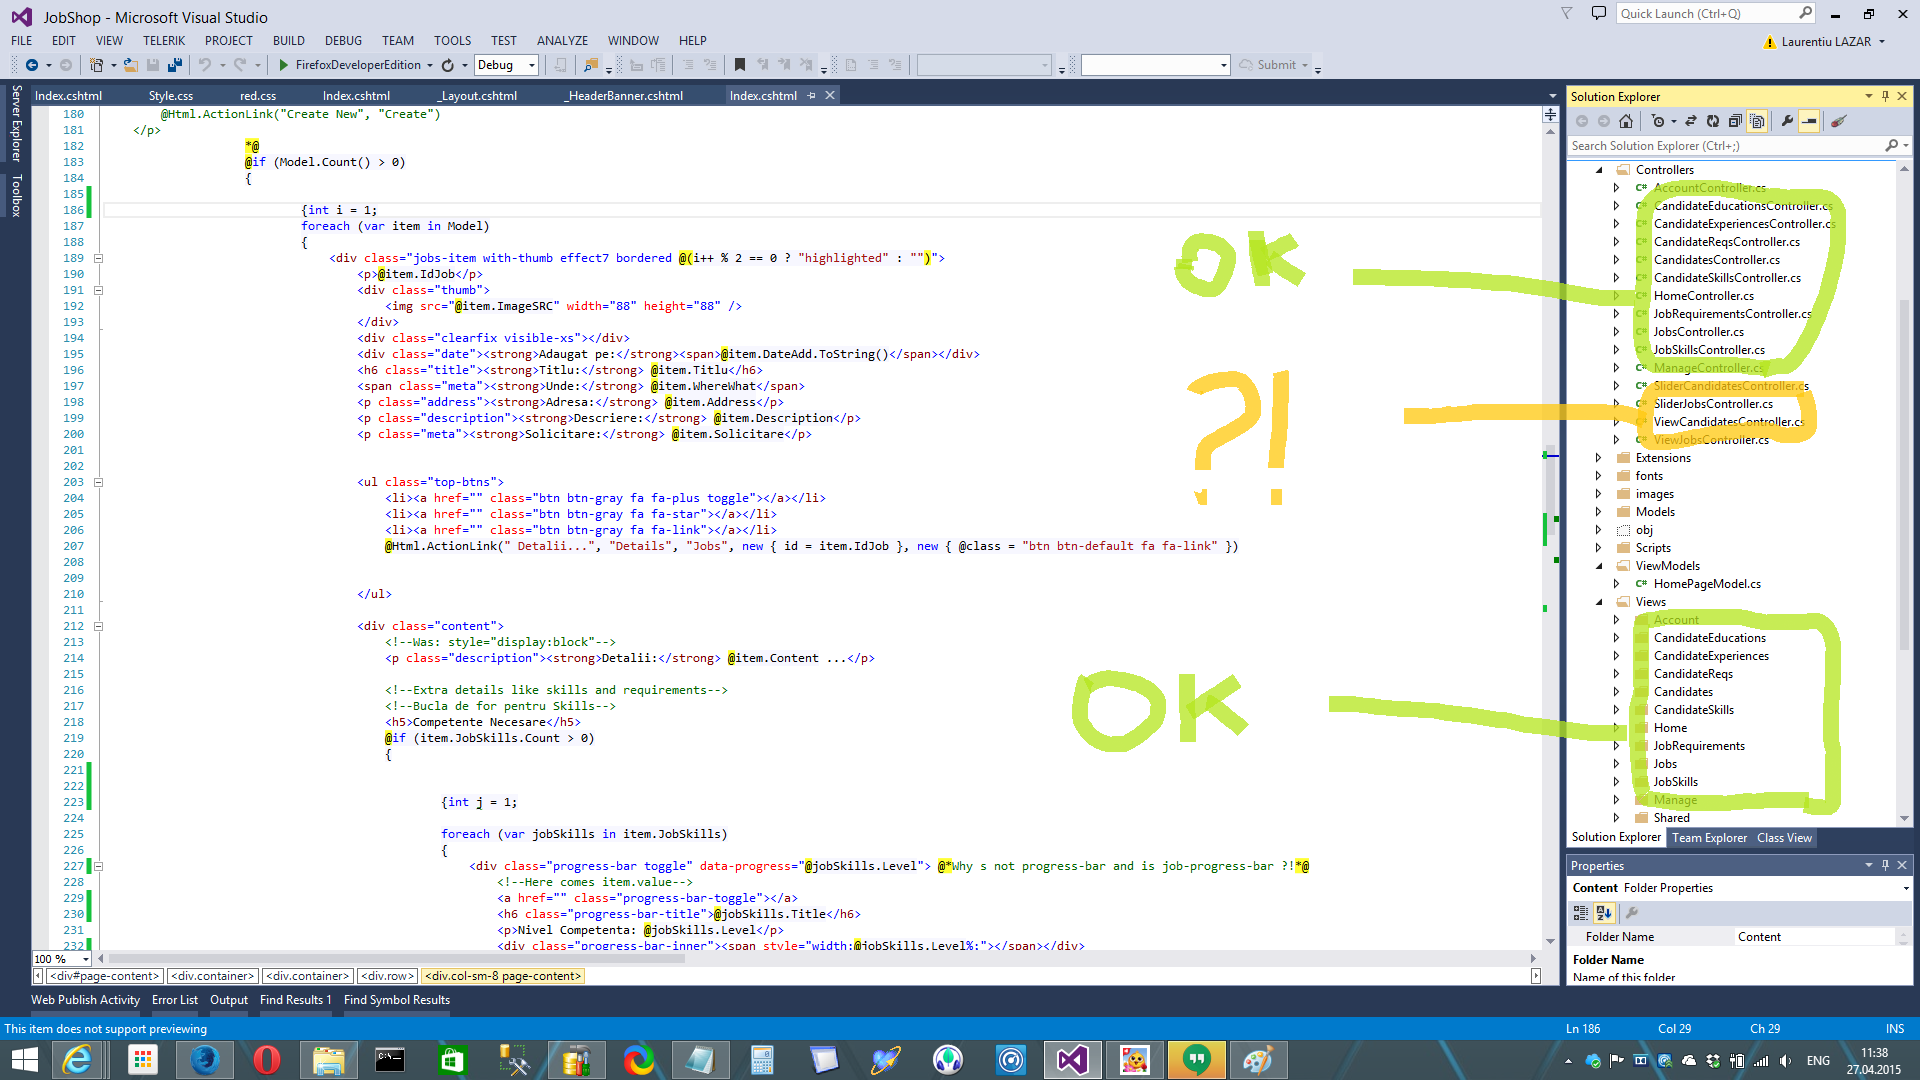 JobShop - Microsoft Visual Studio
Quick Launch (Ctrl+Q)
FILE EDIT VIEW TELERIK PROJECT BUILD DEBUG TEAM TOOLS TEST ANALYZE WINDOW HELP
Laurentiu LAZAR
FirefoxDeveloperEdition Debug Submit
Server Explorer
Toolbox
Index.cshtml Style.css red.css Index.cshtml _Layout.cshtml _HeaderBanner.cshtml Index.cshtml
180 @Html.ActionLink("Create New", "Create")
181 </p>
182 *@
183 @if (Model.Count() > 0)
184 {
185
186 {int i = 1;
187 foreach (var item in Model)
188 {
189 <div class="jobs-item with-thumb effect7 bordered @(i++ % 2 == 0 ? "highlighted" : "")">
190 <p>@item.IdJob</p>
191 <div class="thumb">
192 <img src="@item.ImageSRC" width="88" height="88" />
193 </div>
194 <div class="clearfix visible-xs"></div>
195 <div class="date"><strong>Adaugat pe:</strong><span>@item.DateAdd.ToString()</span></div>
196 <h6 class="title"><strong>Titlu:</strong> @item.Titlu</h6>
197 <span class="meta"><strong>Unde:</strong> @item.WhereWhat</span>
198 <p class="address"><strong>Adresa:</strong> @item.Address</p>
199 <p class="description"><strong>Descriere:</strong> @item.Description</p>
200 <p class="meta"><strong>Solicitare:</strong> @item.Solicitare</p>
201
202
203 <ul class="top-btns">
204 <li><a href="" class="btn btn-gray fa fa-plus toggle"></a></li>
205 <li><a href="" class="btn btn-gray fa fa-star"></a></li>
206 <li><a href="" class="btn btn-gray fa fa-link"></a></li>
207 @Html.ActionLink(" Detalii...", "Details", "Jobs", new { id = item.IdJob }, new { @class = "btn btn-default fa fa-link" })
208
209
210 </ul>
211
212 <div class="content">
213 <!--Was: style="display:block"-->
214 <p class="description"><strong>Detalii:</strong> @item.Content ...</p>
215
216 <!--Extra details like skills and requirements-->
217 <!--Bucla de for pentru Skills-->
218 <h5>Competente Necesare</h5>
219 @if (item.JobSkills.Count > 0)
220 {
221
222
223 {int j = 1;
224
225 foreach (var jobSkills in item.JobSkills)
226 {
227 <div class="progress-bar toggle" data-progress="@jobSkills.Level"> @*Why s not progress-bar and is job-progress-bar ?!*@
228 <!--Here comes item.value-->
229 <a href="" class="progress-bar-toggle"></a>
230 <h6 class="progress-bar-title">@jobSkills.Title</h6>
231 <p>Nivel Competenta: @jobSkills.Level</p>
232 <div class="progress-bar-inner"><span style="width:@jobSkills.Level%;"></span></div>
OK
?!
OK
100 %
<div#page-content> <div.container> <div.container> <div.row> <div.col-sm-8 page-content>
Solution Explorer
Search Solution Explorer (Ctrl+;)
Controllers
C# AccountController.cs
C# CandidateEducationsController.cs
C# CandidateExperiencesController.cs
C# CandidateReqsController.cs
C# CandidatesController.cs
C# CandidateSkillsController.cs
C# HomeController.cs
C# JobRequirementsController.cs
C# JobsController.cs
C# JobSkillsController.cs
C# ManageController.cs
C# SliderCandidatesController.cs
C# SliderJobsController.cs
C# ViewCandidatesController.cs
C# ViewJobsController.cs
Extensions
fonts
images
Models
obj
Scripts
ViewModels
C# HomePageModel.cs
Views
Account
CandidateEducations
CandidateExperiences
CandidateReqs
Candidates
CandidateSkills
Home
JobRequirements
Jobs
JobSkills
Manage
Shared
Solution Explorer Team Explorer Class View
Properties
Content Folder Properties
Folder Name Content
Folder Name
Name of this folder
Web Publish Activity Error List Output Find Results 1 Find Symbol Results
This item does not support previewing
Ln 186 Col 29 Ch 29 INS
ENG
11:38
27.04.2015